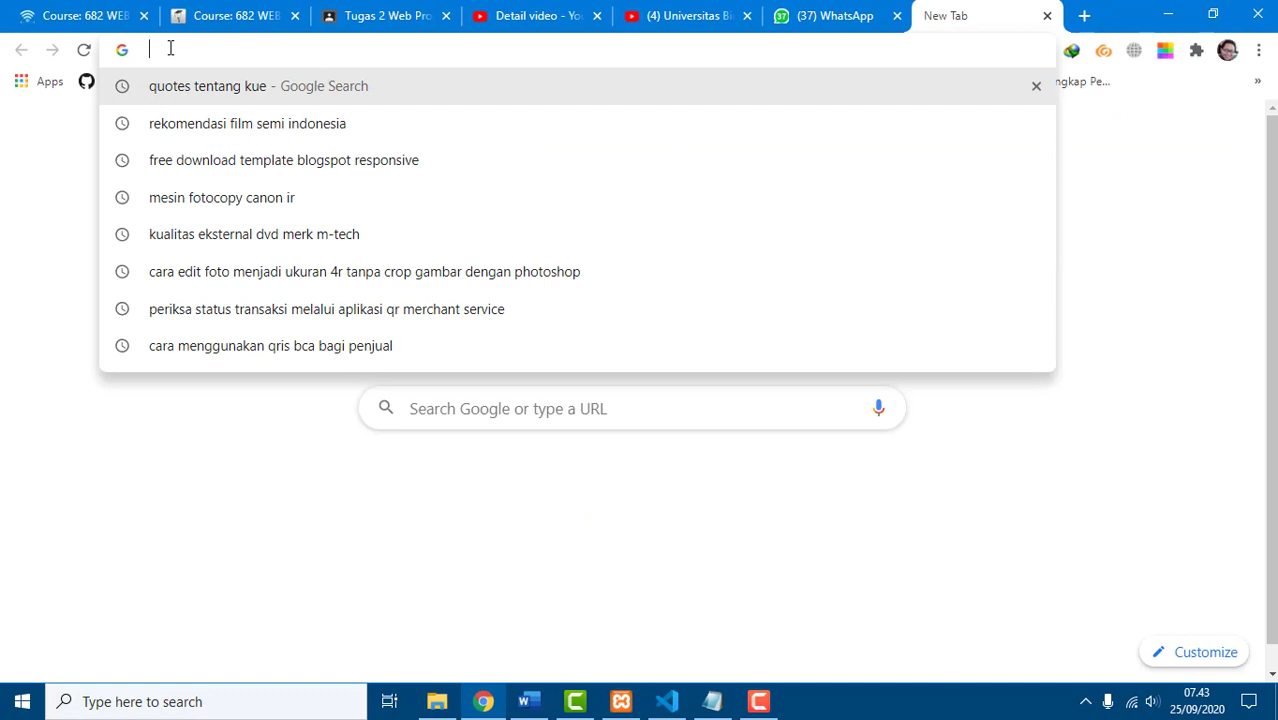 Course: 682 WEB
Course: 682 WEB
Tugas 2 Web Pro
Detail video - You
(4) Universitas Bi
(37) WhatsApp
New Tab
quotes tentang kue - Google Search
Apps
ngkap Pe...
rekomendasi film semi indonesia
free download template blogspot responsive
mesin fotocopy canon ir
kualitas eksternal dvd merk m-tech
cara edit foto menjadi ukuran 4r tanpa crop gambar dengan photoshop
periksa status transaksi melalui aplikasi qr merchant service
cara menggunakan qris bca bagi penjual
Search Google or type a URL
Customize
Type here to search
07.43
25/09/2020